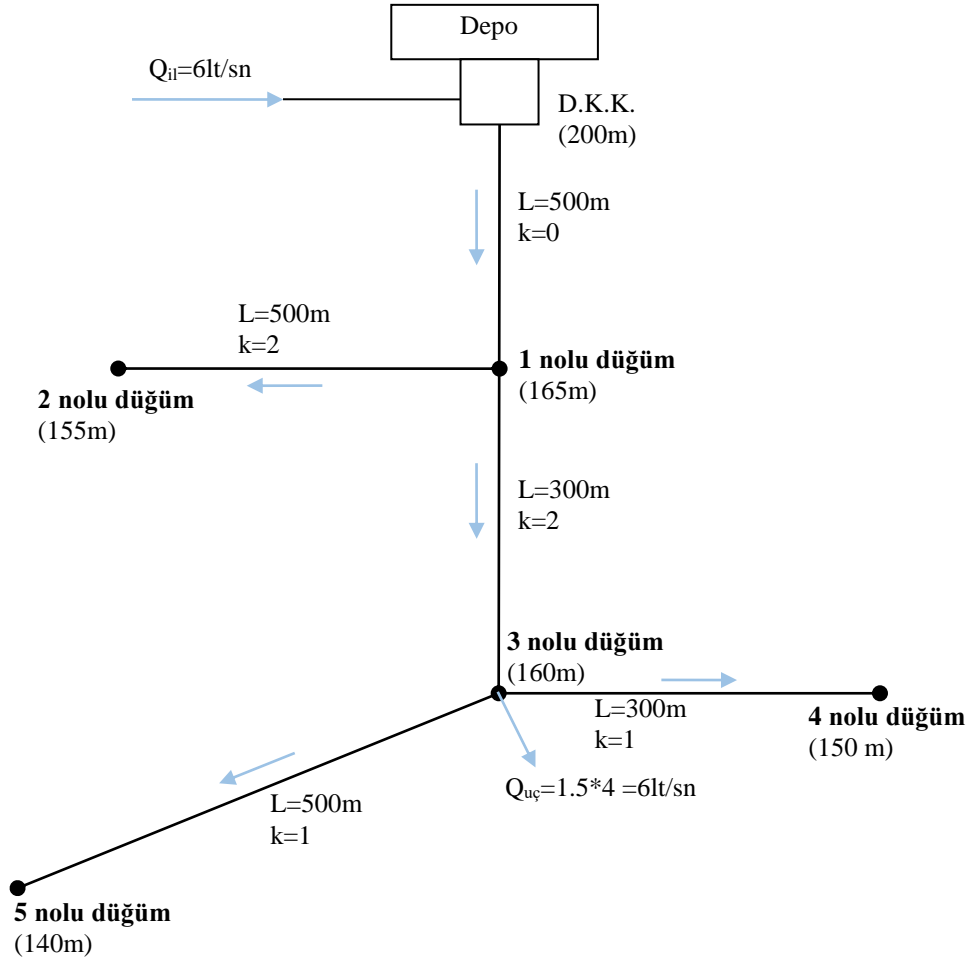 Depo
Qil=6lt/sn
D.K.K.
(200m)
L=500m
k=0
L=500m
k=2
1 nolu düğüm
(165m)
2 nolu düğüm
(155m)
L=300m
k=2
3 nolu düğüm
(160m)
L=300m
k=1
4 nolu düğüm
(150 m)
Quç=1.5*4 =6lt/sn
L=500m
k=1
5 nolu düğüm
(140m)